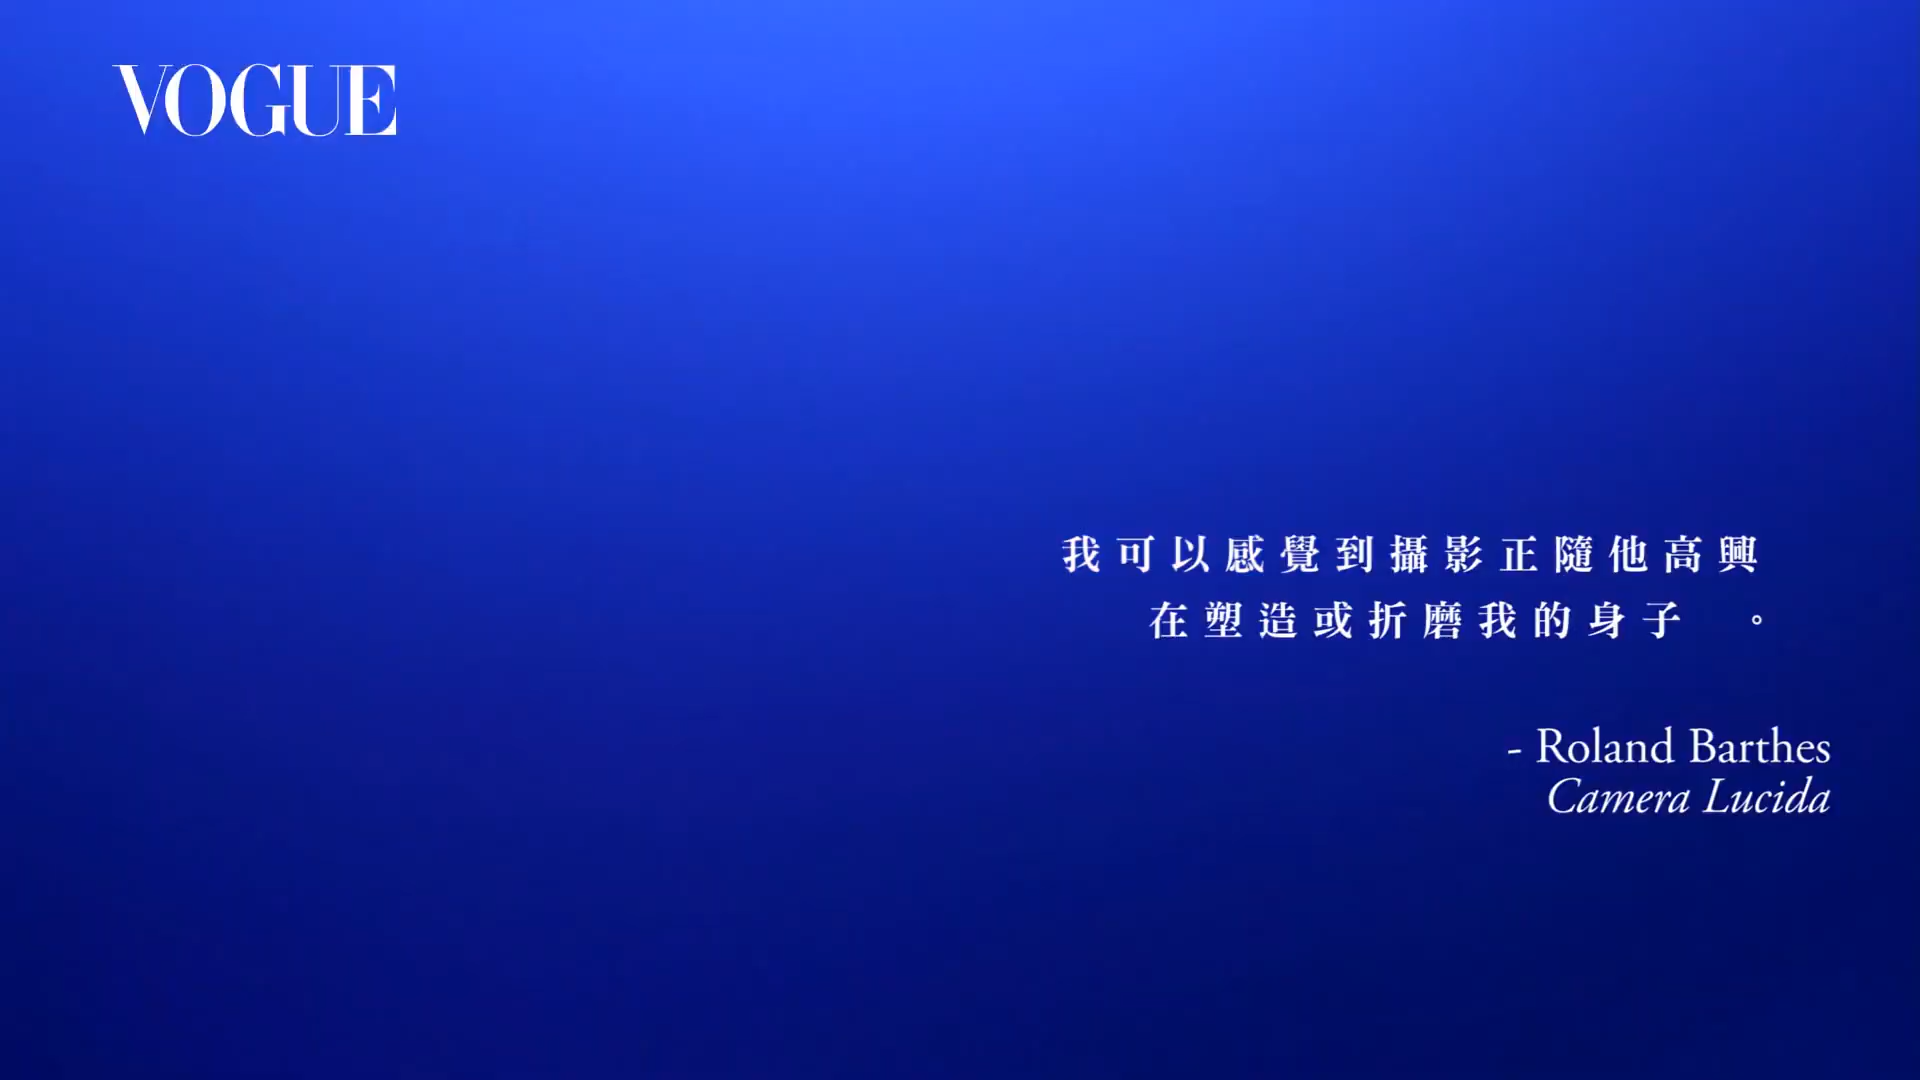 VOGUE
我可以感覺到攝影正隨他高興
在塑造或折磨我的身子　。
- Roland Barthes
Camera Lucida